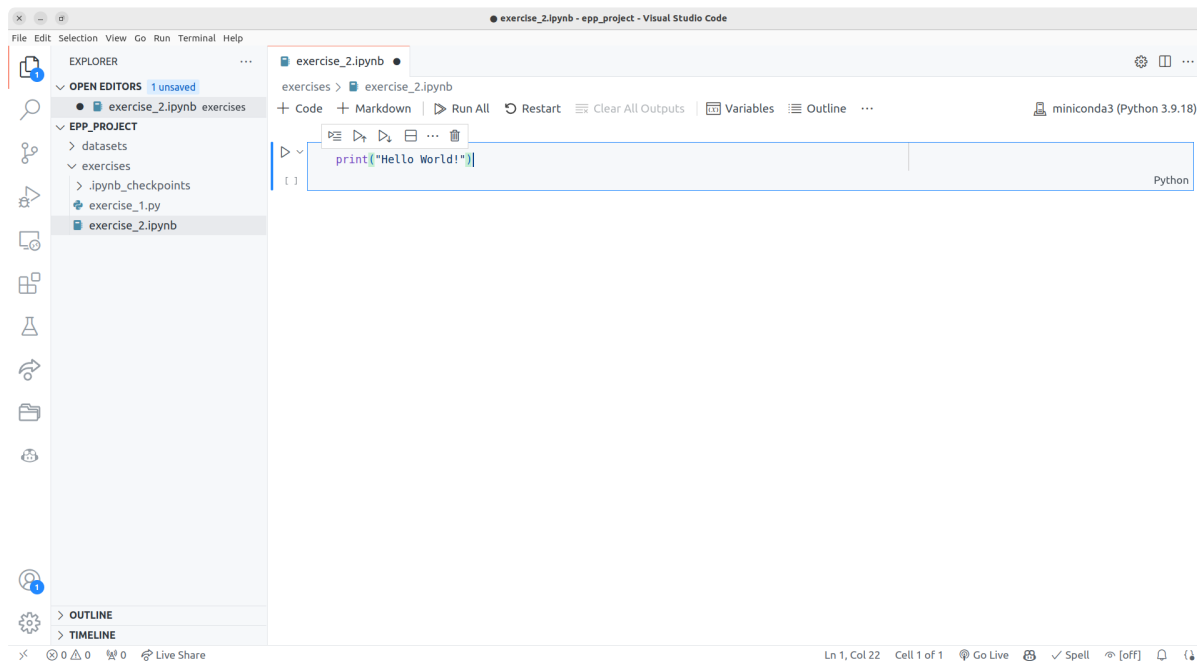 ● exercise_2.ipynb - epp_project - Visual Studio Code
File Edit Selection View Go Run Terminal Help
EXPLORER
exercise_2.ipynb ●
OPEN EDITORS 1 unsaved
● exercise_2.ipynb exercises
EPP_PROJECT
datasets
exercises
.ipynb_checkpoints
exercise_1.py
exercise_2.ipynb
OUTLINE
TIMELINE
1
1
exercises > exercise_2.ipynb
+ Code + Markdown Run All Restart Clear All Outputs Variables Outline ... miniconda3 (Python 3.9.18)
print("Hello World!")
[ ]
Python
0 0 0 Live Share
Ln 1, Col 22 Cell 1 of 1 Go Live Spell [off]